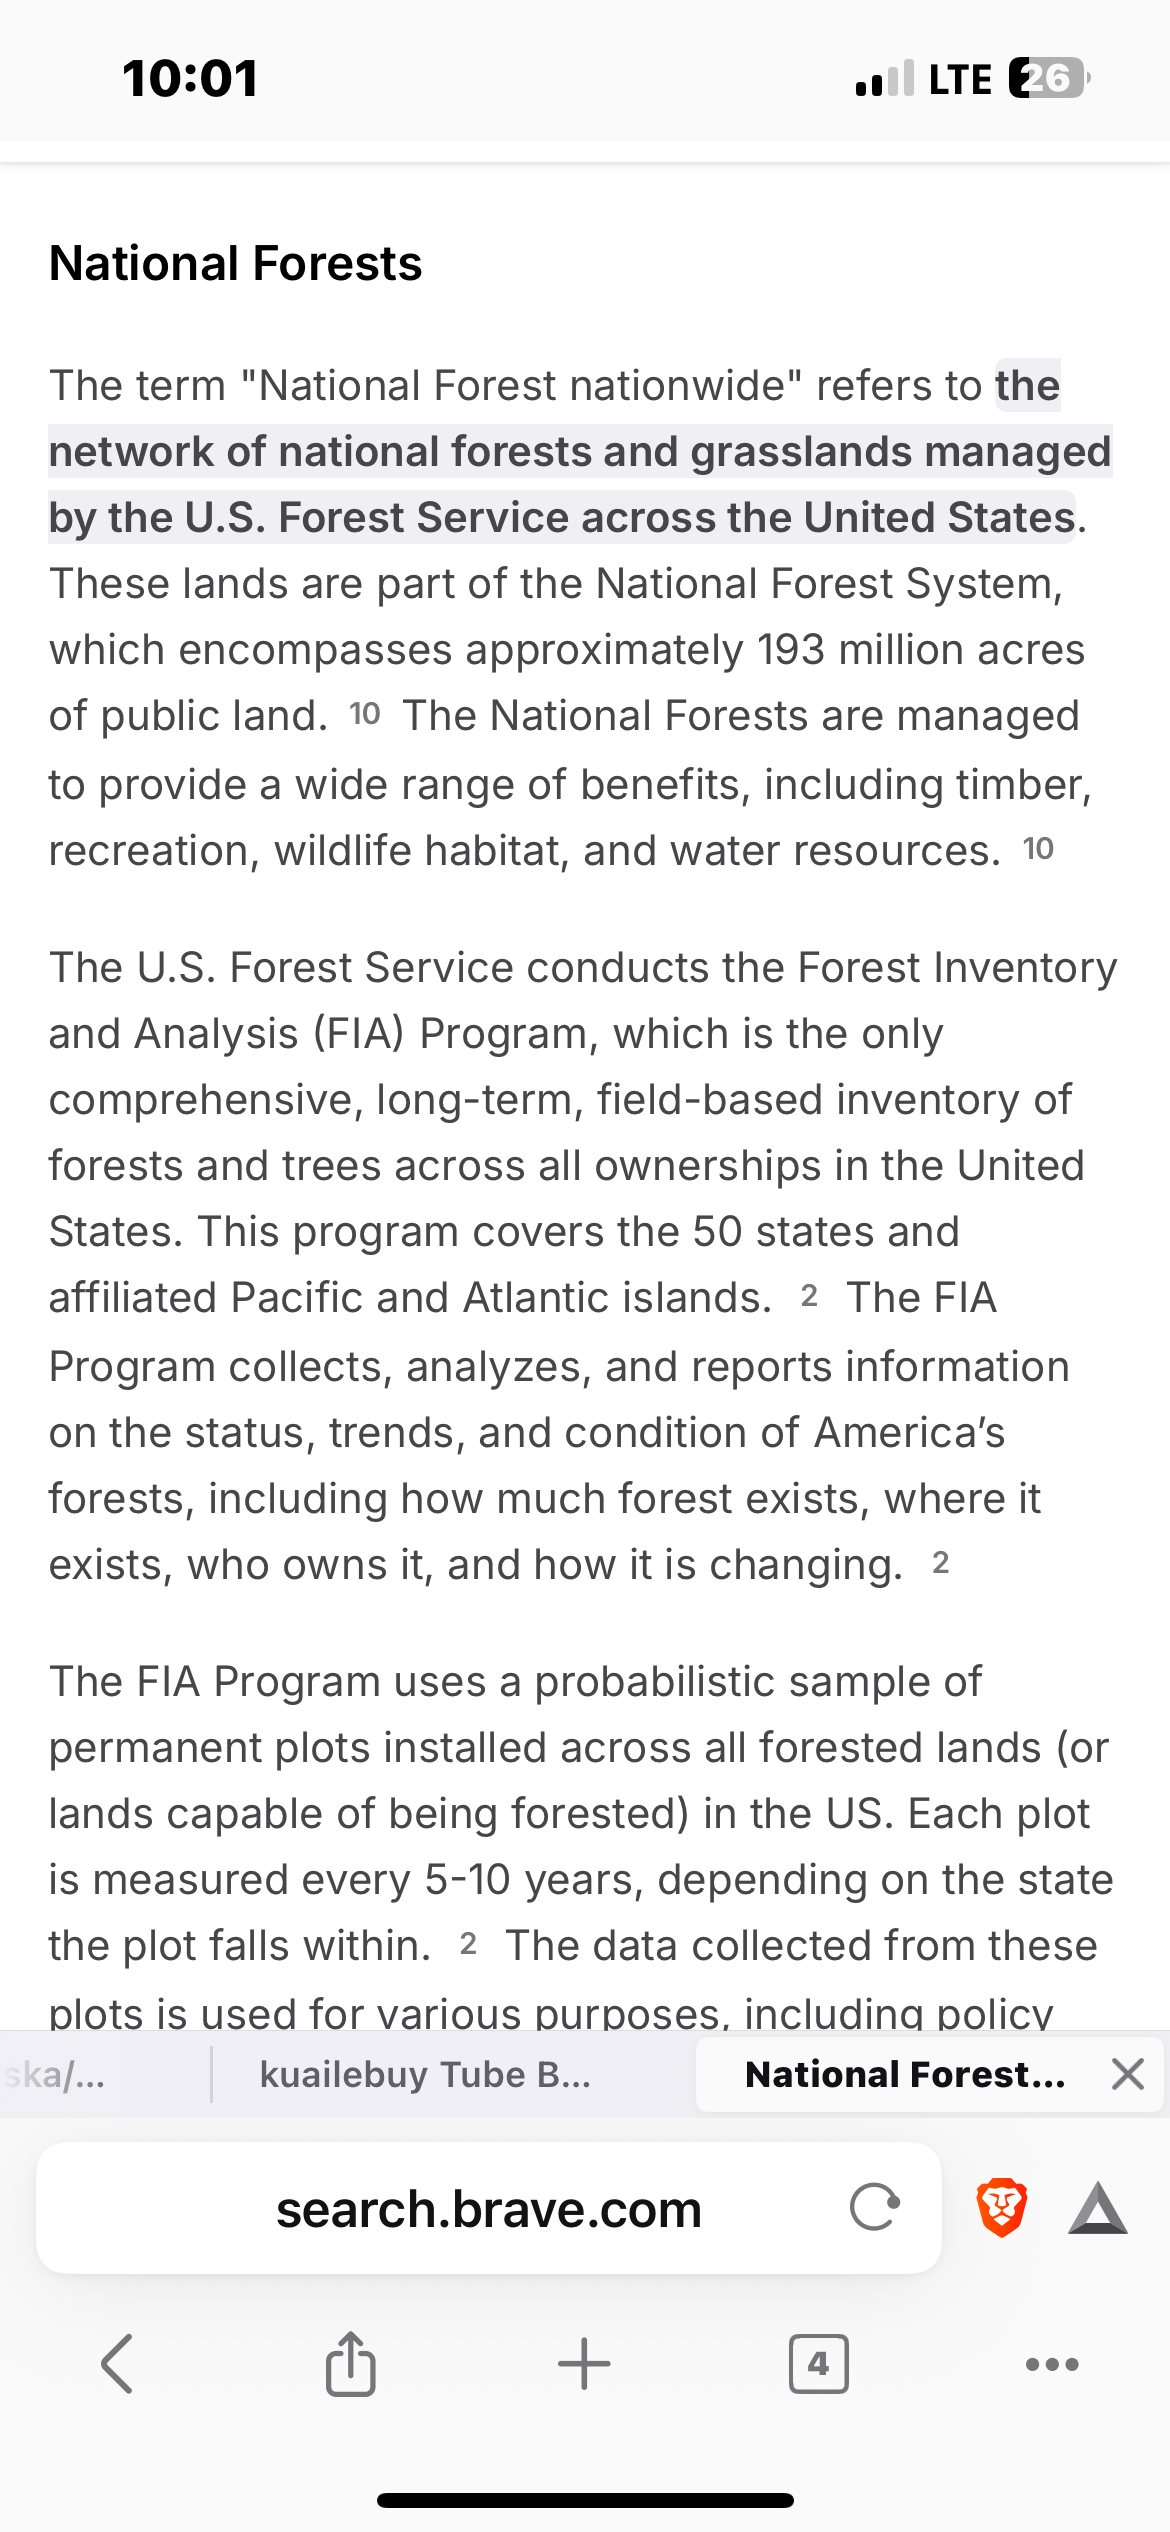 10:01
LTE 26
National Forests
The term "National Forest nationwide" refers to the
network of national forests and grasslands managed
by the U.S. Forest Service across the United States.
These lands are part of the National Forest System,
which encompasses approximately 193 million acres
of public land. 10 The National Forests are managed
to provide a wide range of benefits, including timber,
recreation, wildlife habitat, and water resources. 10
The U.S. Forest Service conducts the Forest Inventory
and Analysis (FIA) Program, which is the only
comprehensive, long-term, field-based inventory of
forests and trees across all ownerships in the United
States. This program covers the 50 states and
affiliated Pacific and Atlantic islands. 2 The FIA
Program collects, analyzes, and reports information
on the status, trends, and condition of America’s
forests, including how much forest exists, where it
exists, who owns it, and how it is changing. 2
The FIA Program uses a probabilistic sample of
permanent plots installed across all forested lands (or
lands capable of being forested) in the US. Each plot
is measured every 5-10 years, depending on the state
the plot falls within. 2 The data collected from these
plots is used for various purposes, including policy
ska/... kuailebuy Tube B... National Forest...
search.brave.com
4